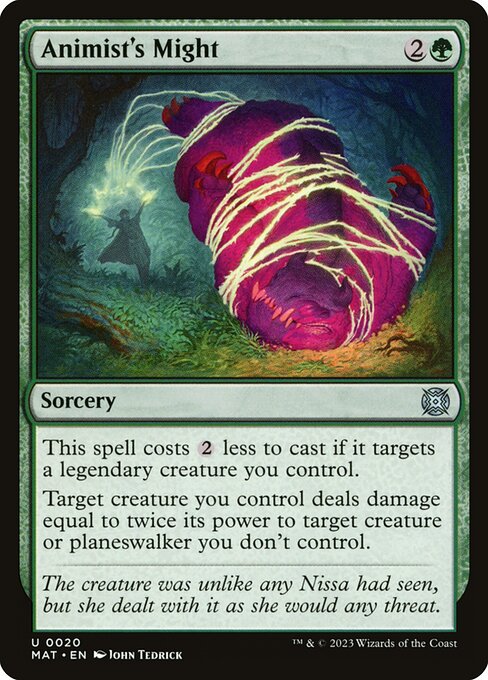 Animist's Might 2
Sorcery
This spell costs 2 less to cast if it targets
a legendary creature you control.
Target creature you control deals damage
equal to twice its power to target creature
or planeswalker you don't control.
The creature was unlike any Nissa had seen,
but she dealt with it as she would any threat.
U 0020
MAT • EN John Tedrick
™ & © 2023 Wizards of the Coast